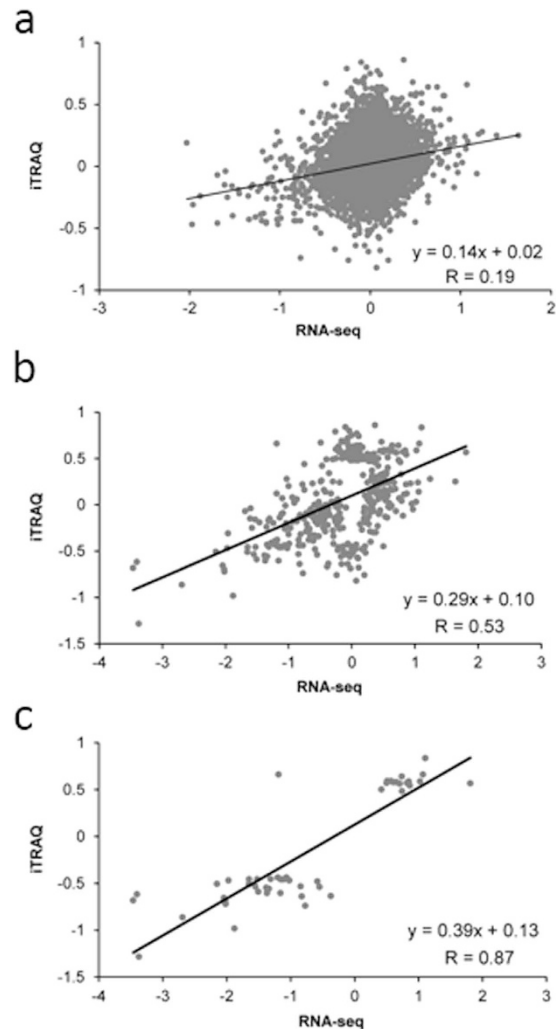 a
1
0.5
0
-0.5
-1
iTRAQ
y = 0.14x + 0.02
R = 0.19
-3 -2 -1 0 1 2
RNA-seq
b
1
0.5
0
-0.5
-1
-1.5
iTRAQ
y = 0.29x + 0.10
R = 0.53
-4 -3 -2 -1 0 1 2 3
RNA-seq
c
1
0.5
0
-0.5
-1
-1.5
iTRAQ
y = 0.39x + 0.13
R = 0.87
-4 -3 -2 -1 0 1 2 3
RNA-seq